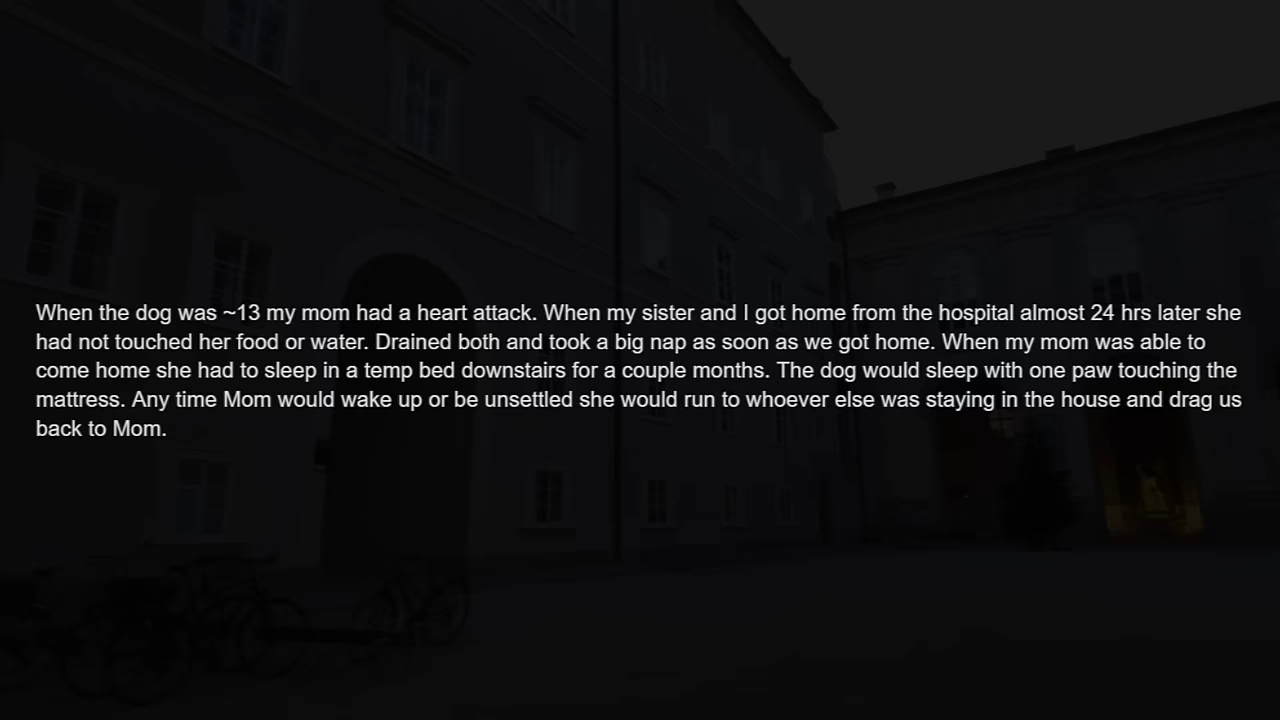 When the dog was ~13 my mom had a heart attack. When my sister and I got home from the hospital almost 24 hrs later she
had not touched her food or water. Drained both and took a big nap as soon as we got home. When my mom was able to
come home she had to sleep in a temp bed downstairs for a couple months. The dog would sleep with one paw touching the
mattress. Any time Mom would wake up or be unsettled she would run to whoever else was staying in the house and drag us
back to Mom.